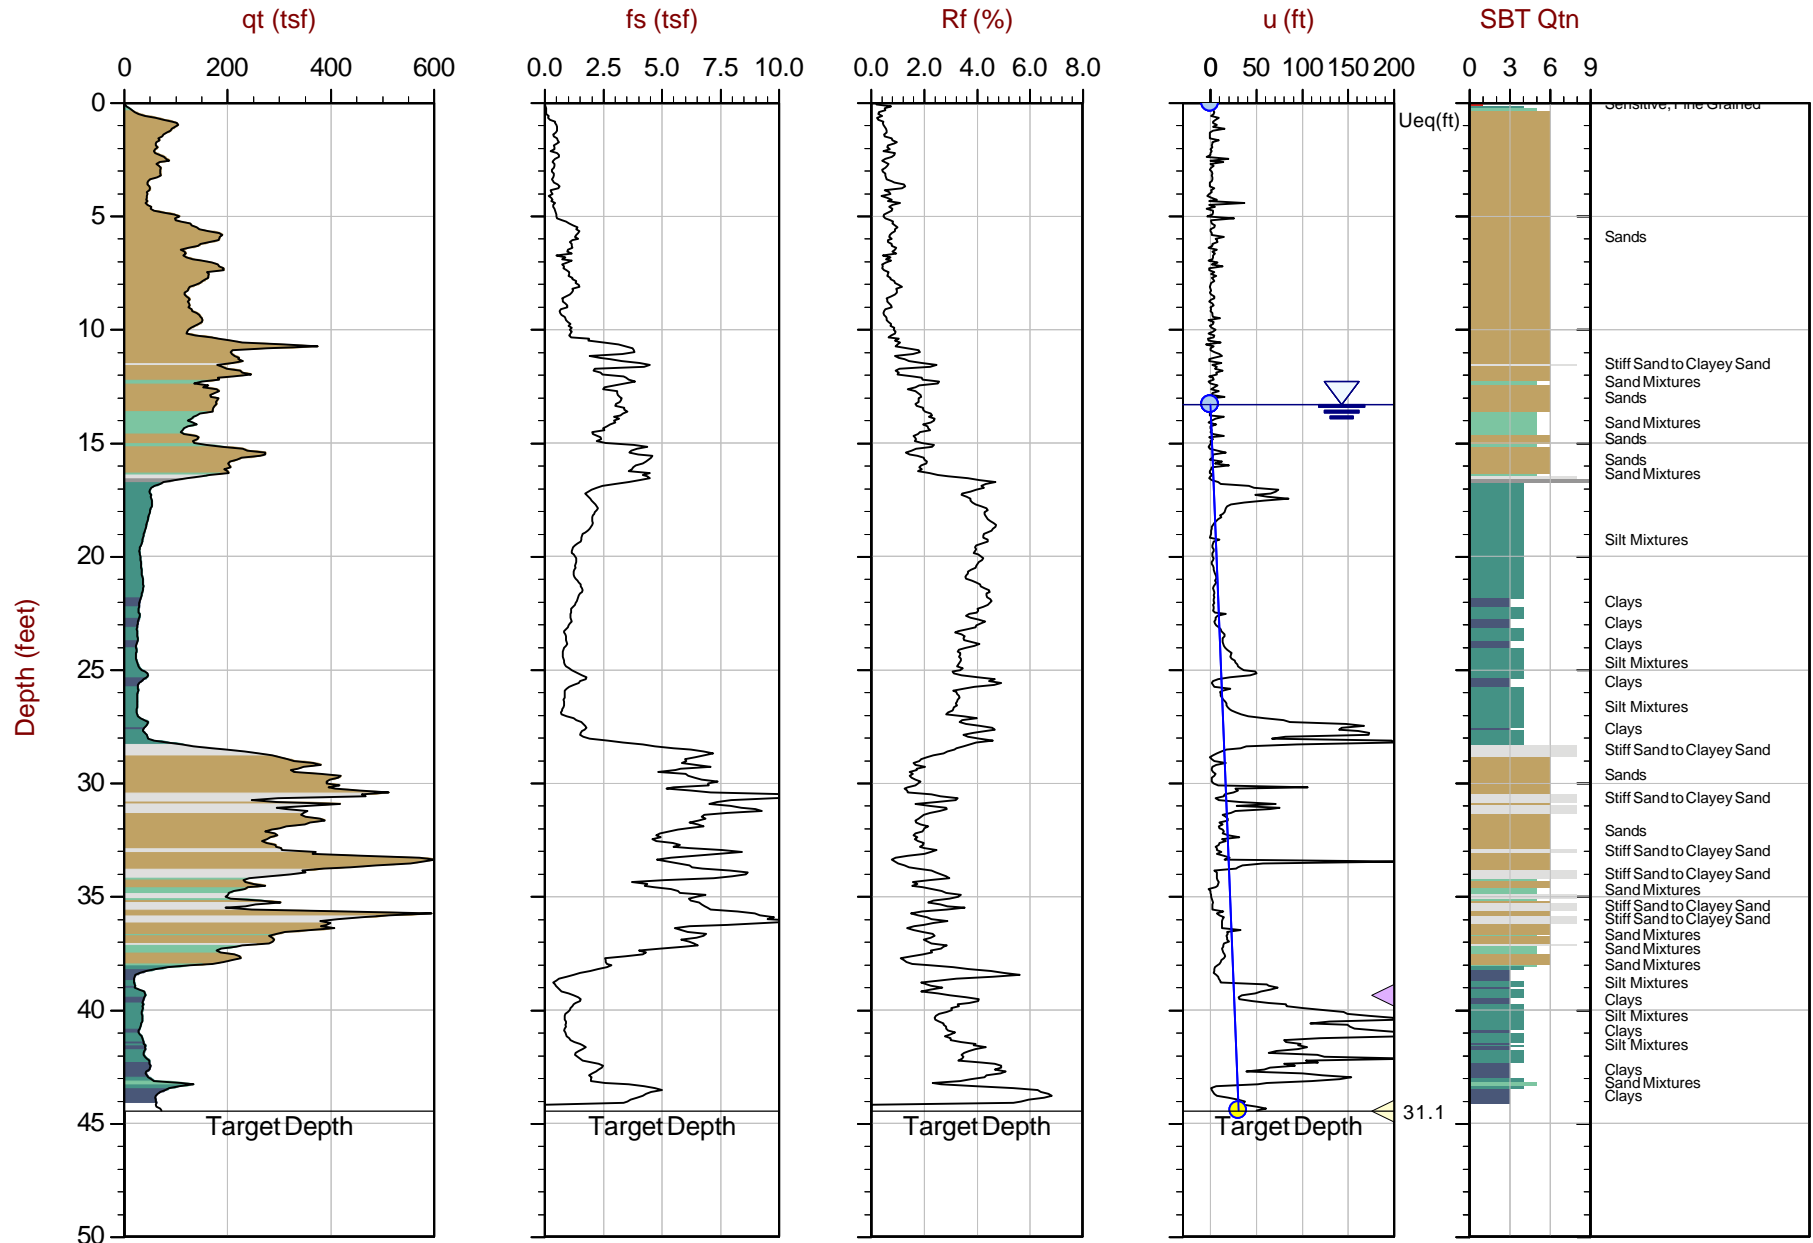 qt (tsf) fs (tsf) Rf (%) u (ft) SBT Qtn
0 200 400 600 0.0 2.5 5.0 7.5 10.0 0.0 2.0 4.0 6.0 8.0 0 50 100 150 200 0 3 6 9
0
Sensitive, Fine Grained
Ueq(ft)
5
Sands
10
Stiff Sand to Clayey Sand
Sand Mixtures
Sands
Sand Mixtures
15
Sands
Sands
Sand Mixtures
Silt Mixtures
20
Clays
Clays
Clays
Silt Mixtures
25
Clays
Silt Mixtures
Clays
Stiff Sand to Clayey Sand
Sands
30
Stiff Sand to Clayey Sand
Sands
Stiff Sand to Clayey Sand
Stiff Sand to Clayey Sand
Sand Mixtures
35
Stiff Sand to Clayey Sand
Stiff Sand to Clayey Sand
Sand Mixtures
Sand Mixtures
Sand Mixtures
Silt Mixtures
Clays
40
Silt Mixtures
Clays
Silt Mixtures
Clays
Sand Mixtures
Clays
31.1
45
Target Depth Target Depth Target Depth Target Depth
50
Depth (feet)